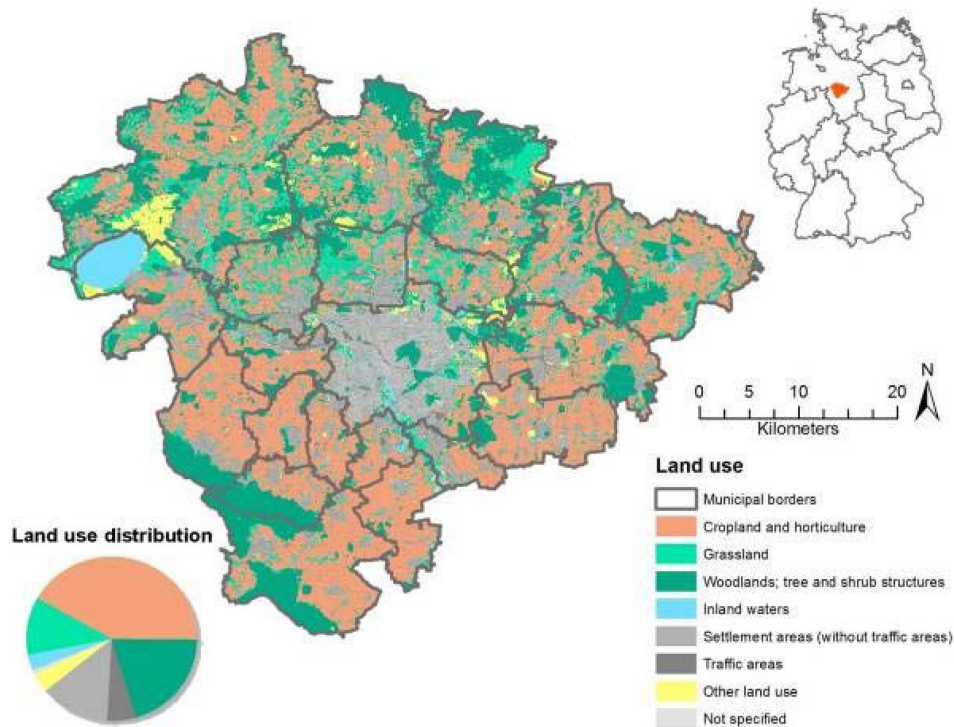 0 5 10 20
Kilometers
N
Land use
Municipal borders
Cropland and horticulture
Grassland
Woodlands; tree and shrub structures
Inland waters
Settlement areas (without traffic areas)
Traffic areas
Other land use
Not specified
Land use distribution